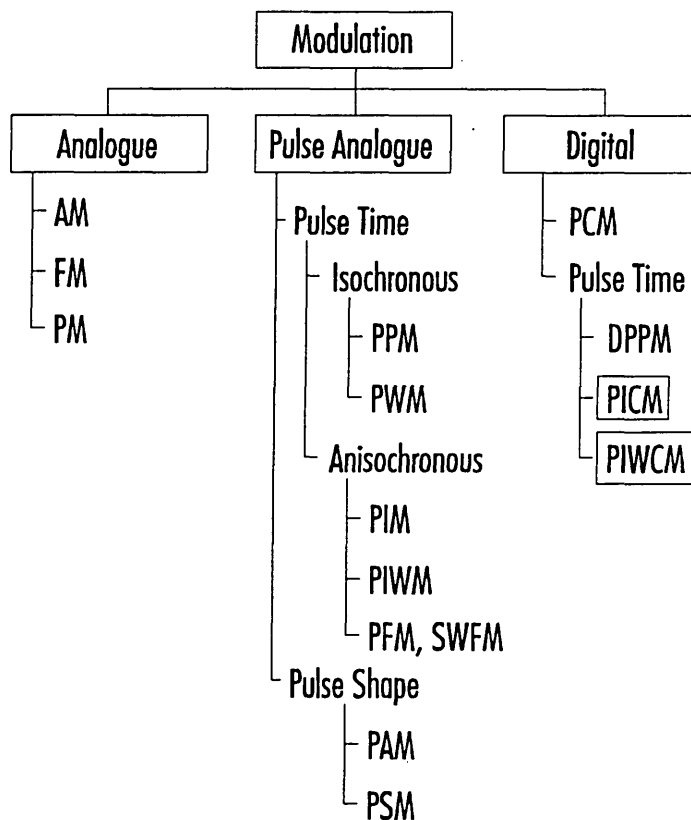 Modulation
Analogue
AM
FM
PM
Pulse Analogue
Pulse Time
Isochronous
PPM
PWM
Anisochronous
PIM
PIWM
PFM, SWFM
Pulse Shape
PAM
PSM
Digital
PCM
Pulse Time
DPPM
PICM
PIWCM